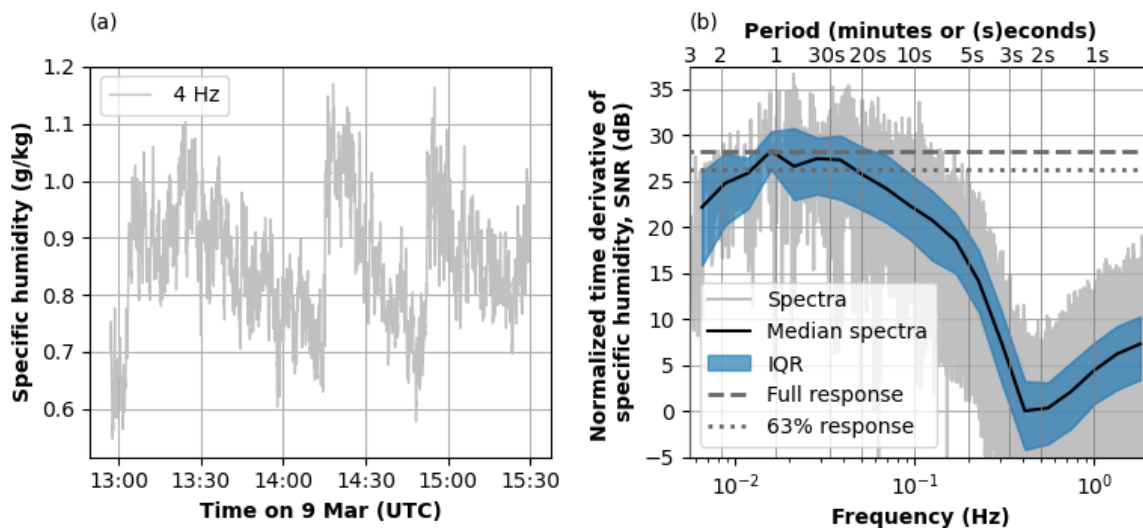 (a)
4 Hz
Specific humidity (g/kg)
1.2
1.1
1.0
0.9
0.8
0.7
0.6
13:00 13:30 14:00 14:30 15:00 15:30
Time on 9 Mar (UTC)
(b)
Period (minutes or (s)econds)
3 2 1 30s 20s 10s 5s 3s 2s 1s
Normalized time derivative of
specific humidity, SNR (dB)
35
30
25
20
15
10
5
0
−5
Spectra
Median spectra
IQR
Full response
63% response
10⁻² 10⁻¹ 10⁰
Frequency (Hz)